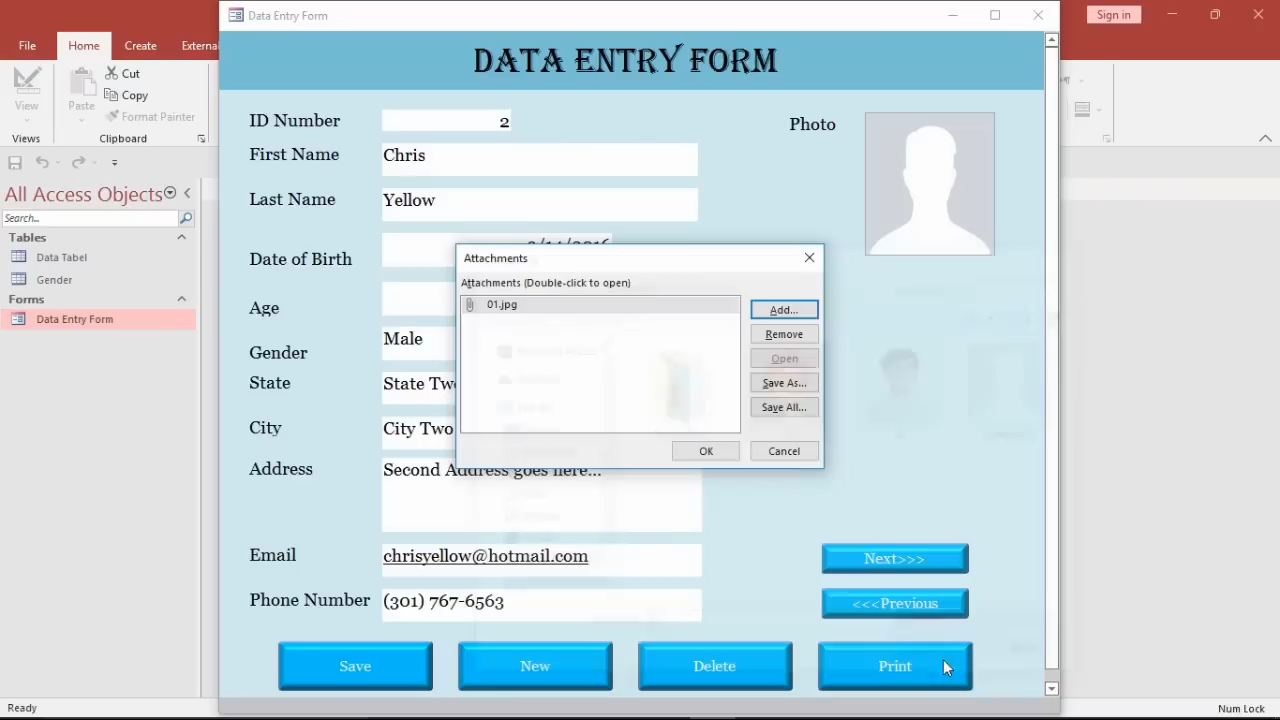 Data Entry Form
Sign in
File Home Create Externa
View
Paste
Cut
Copy
Format Painter
Views
Clipboard
All Access Objects
Search...
Tables
Data Tabel
Gender
Forms
Data Entry Form
DATA ENTRY FORM
ID Number 2
Photo
First Name Chris
Last Name Yellow
Date of Birth
Age
Gender Male
State State Two
City City Two
Address Second Address goes here...
Email chrisyellow@hotmail.com
Phone Number (301) 767-6563
Attachments
Attachments (Double-click to open)
01.jpg
Add...
Remove
Open
Save As...
Save All...
OK Cancel
Next>>>
<<<Previous
Save New Delete Print
Ready
Num Lock